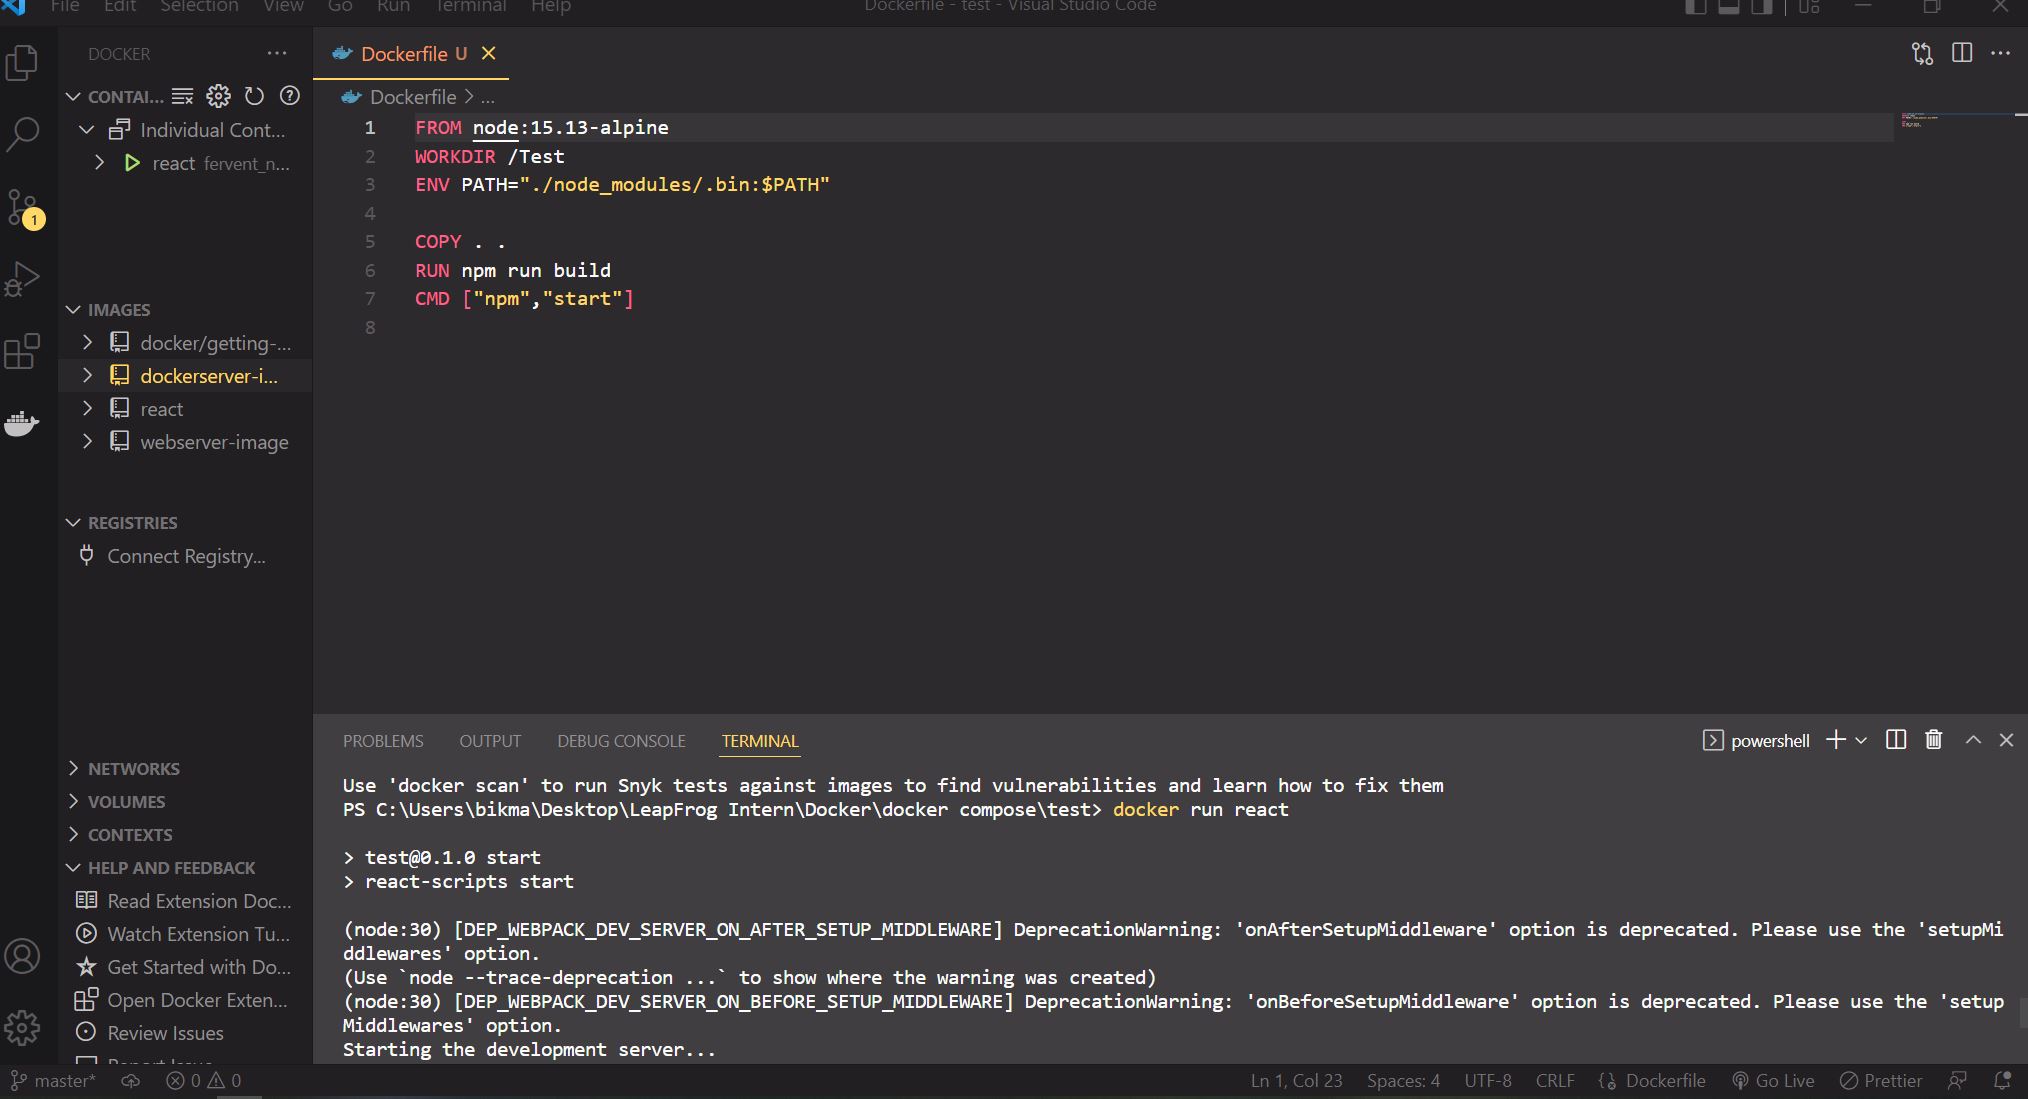 File Edit Selection View Go Run Terminal Help Dockerfile - test - Visual Studio Code
DOCKER
CONTAI...
Individual Cont...
react fervent_n...
1
IMAGES
docker/getting-...
dockerserver-i...
react
webserver-image
REGISTRIES
Connect Registry...
NETWORKS
VOLUMES
CONTEXTS
HELP AND FEEDBACK
Read Extension Doc...
Watch Extension Tu...
Get Started with Do...
Open Docker Exten...
Review Issues
Dockerfile U
Dockerfile > ...
1 FROM node:15.13-alpine
2 WORKDIR /Test
3 ENV PATH="./node_modules/.bin:$PATH"
4
5 COPY . .
6 RUN npm run build
7 CMD ["npm","start"]
8
PROBLEMS OUTPUT DEBUG CONSOLE TERMINAL powershell
Use 'docker scan' to run Snyk tests against images to find vulnerabilities and learn how to fix them
PS C:\Users\bikma\Desktop\LeapFrog Intern\Docker\docker compose\test> docker run react
> test@0.1.0 start
> react-scripts start
(node:30) [DEP_WEBPACK_DEV_SERVER_ON_AFTER_SETUP_MIDDLEWARE] DeprecationWarning: 'onAfterSetupMiddleware' option is deprecated. Please use the 'setupMi
ddlewares' option.
(Use `node --trace-deprecation ...` to show where the warning was created)
(node:30) [DEP_WEBPACK_DEV_SERVER_ON_BEFORE_SETUP_MIDDLEWARE] DeprecationWarning: 'onBeforeSetupMiddleware' option is deprecated. Please use the 'setup
Middlewares' option.
Starting the development server...
master* 0 0 Ln 1, Col 23 Spaces: 4 UTF-8 CRLF Dockerfile Go Live Prettier